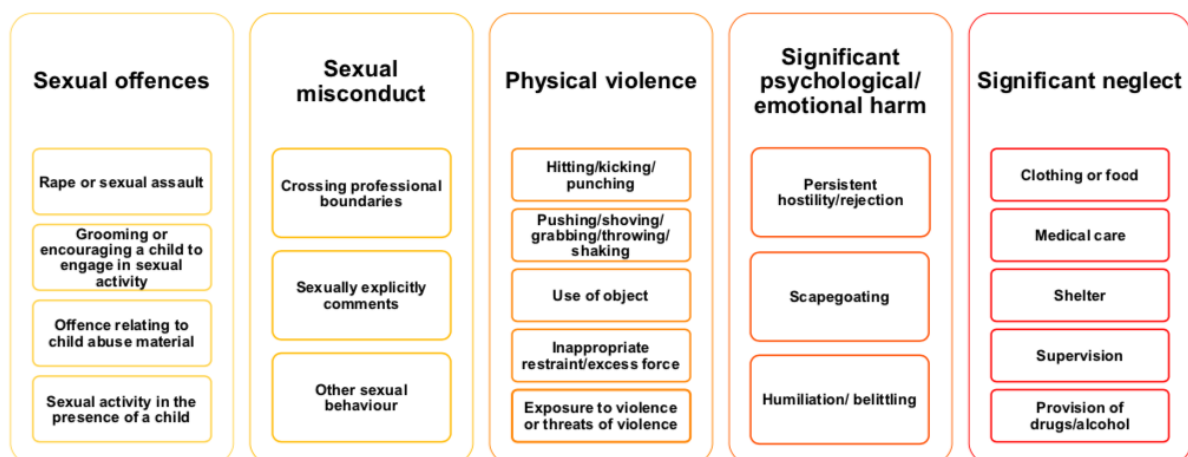 Sexual offences
Rape or sexual assault
Grooming or
encouraging a child to
engage in sexual
activity
Offence relating to
child abuse material
Sexual activity in the
presence of a child
Sexual
misconduct
Crossing professional
boundaries
Sexually explicitly
comments
Other sexual
behaviour
Physical violence
Hitting/kicking/
punching
Pushing/shoving/
grabbing/throwing/
shaking
Use of object
Inappropriate
restraint/excess force
Exposure to violence
or threats of violence
Significant
psychological/
emotional harm
Persistent
hostility/rejection
Scapegoating
Humiliation/ belittling
Significant neglect
Clothing or food
Medical care
Shelter
Supervision
Provision of
drugs/alcohol